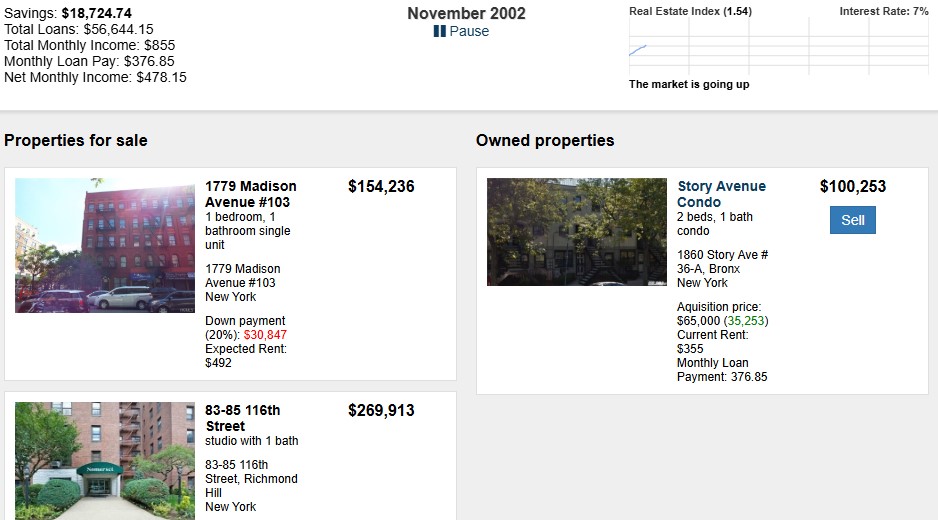 Savings: $18,724.74
Total Loans: $56,644.15
Total Monthly Income: $855
Monthly Loan Pay: $376.85
Net Monthly Income: $478.15
November 2002
Pause
Real Estate Index (1.54)
Interest Rate: 7%
The market is going up
Properties for sale
1779 Madison
Avenue #103
$154,236
1 bedroom, 1
bathroom single
unit
1779 Madison
Avenue #103
New York
Down payment
(20%): $30,847
Expected Rent:
$492
83-85 116th
Street
$269,913
studio with 1 bath
83-85 116th
Street, Richmond
Hill
New York
Owned properties
Story Avenue
Condo
$100,253
Sell
2 beds, 1 bath
condo
1860 Story Ave #
36-A, Bronx
New York
Aquisition price:
$65,000 (35,253)
Current Rent:
$355
Monthly Loan
Payment: 376.85